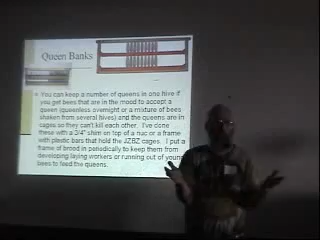 Queen Banks
You can keep a number of queens in one hive if
you get bees that are in the mood to accept a
queen (queenless overnight or a mixture of bees
shaken from several hives) and the queens are in
cages so they can't kill each other. I've done
these with a 3/4" shim on top of a nuc or a frame
with plastic bars that hold the JZBZ cages. I put a
frame of brood in periodically to keep them from
developing laying workers or running out of young
bees to feed the queens.